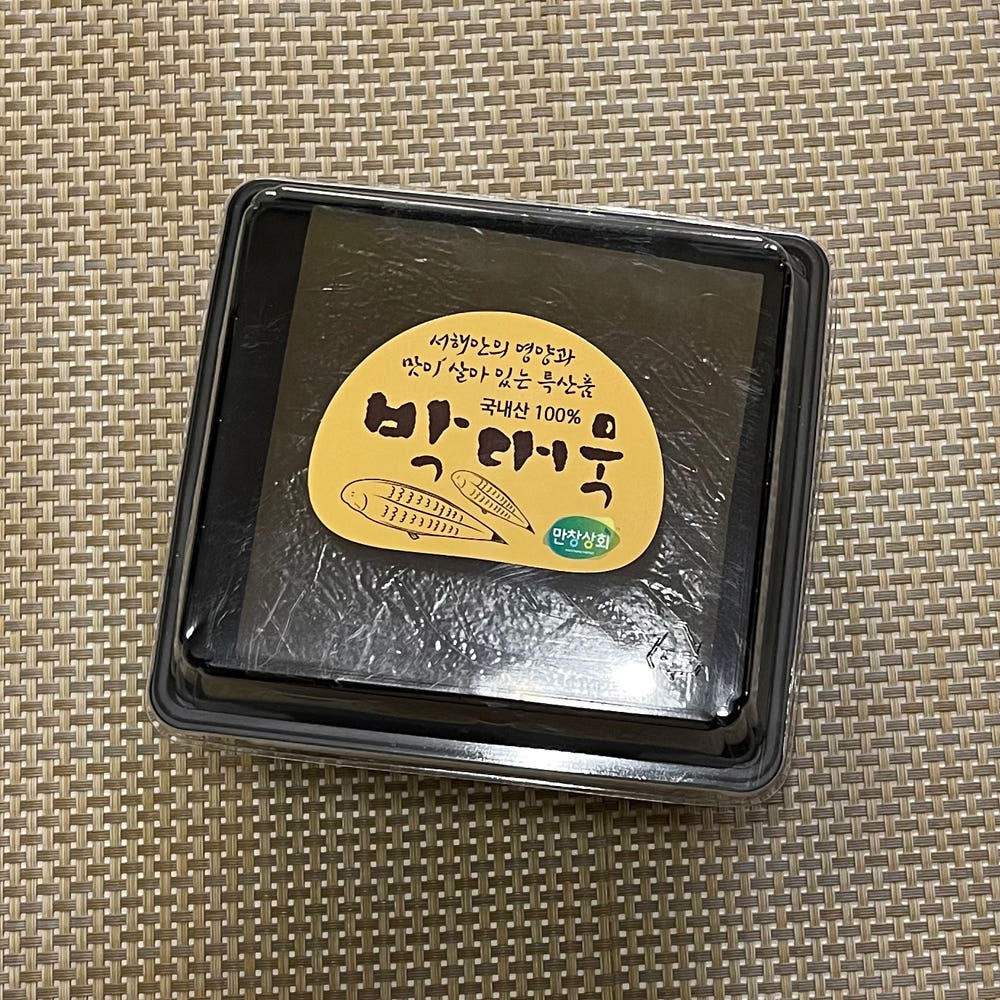 서해안의 영양과
맛이 살아 있는 특산품
국내산 100%
박대묵
만창상회